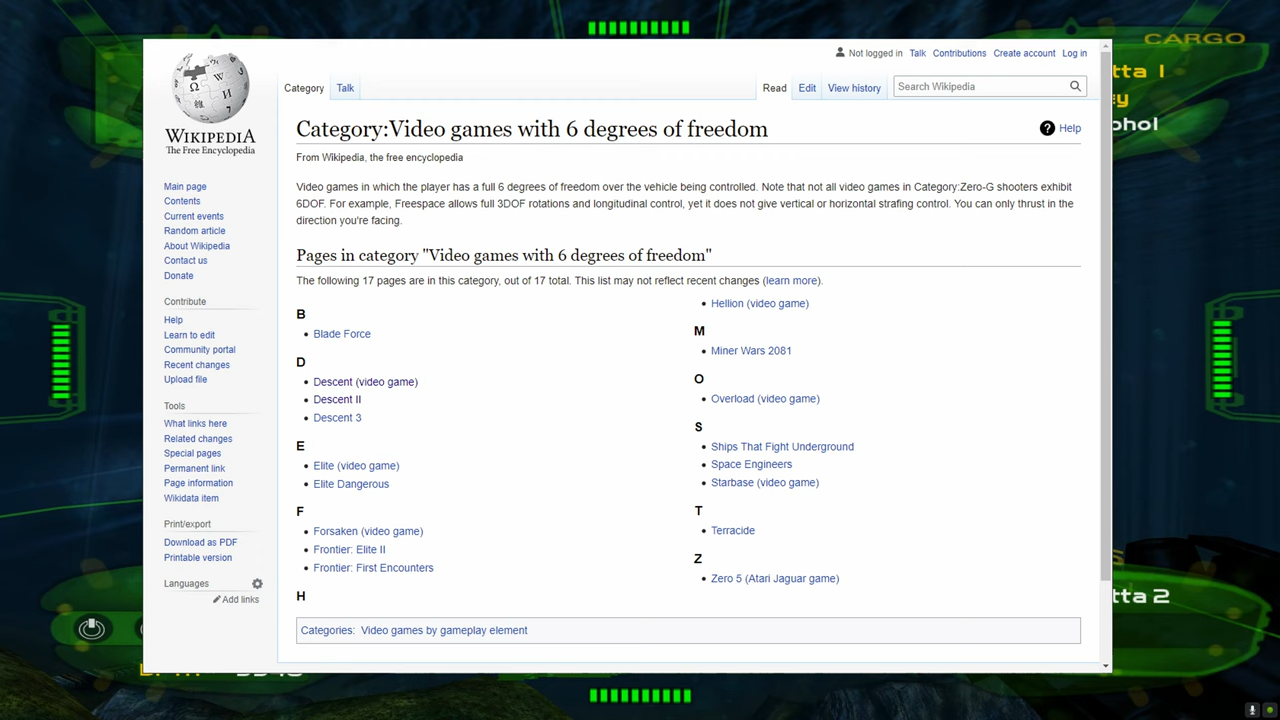 CARGO
tta 1
ey
ohol
Not logged in Talk Contributions Create account Log in
Category Talk Read Edit View history Search Wikipedia
WIKIPEDIA
The Free Encyclopedia
Category:Video games with 6 degrees of freedom
Help
From Wikipedia, the free encyclopedia
Video games in which the player has a full 6 degrees of freedom over the vehicle being controlled. Note that not all video games in Category:Zero-G shooters exhibit
6DOF. For example, Freespace allows full 3DOF rotations and longitudinal control, yet it does not give vertical or horizontal strafing control. You can only thrust in the
direction you're facing.
Pages in category "Video games with 6 degrees of freedom"
The following 17 pages are in this category, out of 17 total. This list may not reflect recent changes (learn more).
B
Blade Force
D
Descent (video game)
Descent II
Descent 3
E
Elite (video game)
Elite Dangerous
F
Forsaken (video game)
Frontier: Elite II
Frontier: First Encounters
H
Hellion (video game)
M
Miner Wars 2081
O
Overload (video game)
S
Ships That Fight Underground
Space Engineers
Starbase (video game)
T
Terracide
Z
Zero 5 (Atari Jaguar game)
Categories: Video games by gameplay element
Main page
Contents
Current events
Random article
About Wikipedia
Contact us
Donate
Contribute
Help
Learn to edit
Community portal
Recent changes
Upload file
Tools
What links here
Related changes
Special pages
Permanent link
Page information
Wikidata item
Print/export
Download as PDF
Printable version
Languages
Add links
tta 2